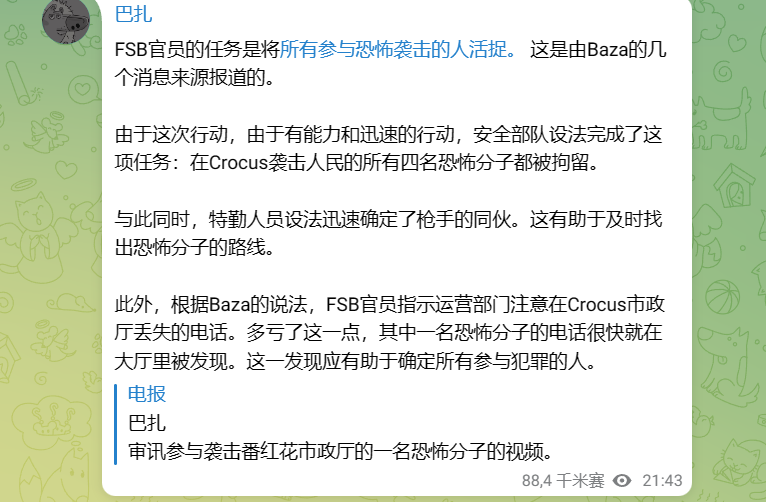 巴扎
FSB官员的任务是将所有参与恐怖袭击的人活捉。 这是由Baza的几
个消息来源报道的。
由于这次行动，由于有能力和迅速的行动，安全部队设法完成了这
项任务：在Crocus袭击人民的所有四名恐怖分子都被拘留。
与此同时，特勤人员设法迅速确定了枪手的同伙。这有助于及时找
出恐怖分子的路线。
此外，根据Baza的说法，FSB官员指示运营部门注意在Crocus市政
厅丢失的电话。多亏了这一点，其中一名恐怖分子的电话很快就在
大厅里被发现。这一发现应有助于确定所有参与犯罪的人。
电报
巴扎
审讯参与袭击番红花市政厅的一名恐怖分子的视频。
88,4 千米赛 21:43